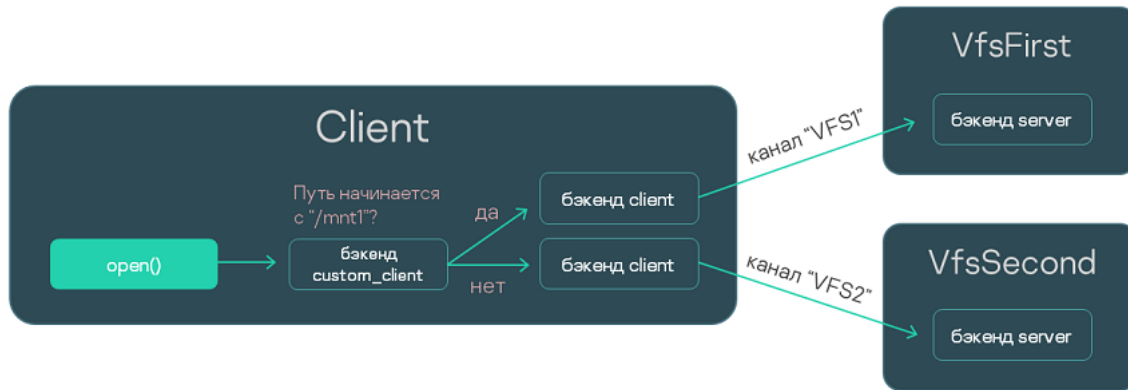 Client
Путь начинается
с "/mnt1"?
open()
бэкенд
custom_client
да
нет
бэкенд client
бэкенд client
канал "VFS1"
канал "VFS2"
VfsFirst
бэкенд server
VfsSecond
бэкенд server